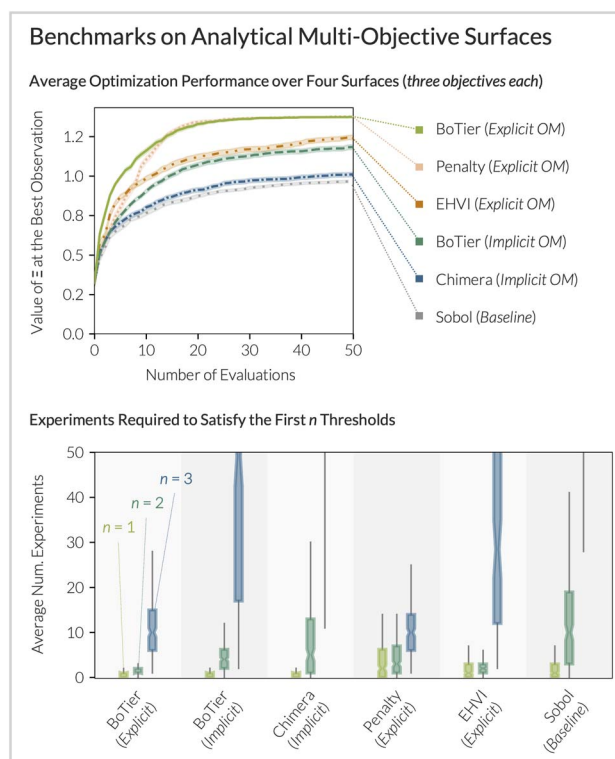 Benchmarks on Analytical Multi-Objective Surfaces
Average Optimization Performance over Four Surfaces (three objectives each)
Value of Ξ at the Best Observation
1.2
1.0
0.8
0.5
0.2
0.0
0
10
20
30
40
50
Number of Evaluations
BoTier (Explicit OM)
Penalty (Explicit OM)
EHVI (Explicit OM)
BoTier (Implicit OM)
Chimera (Implicit OM)
Sobol (Baseline)
Experiments Required to Satisfy the First n Thresholds
Average Num. Experiments
50
40
30
20
10
0
n = 1
n = 2
n = 3
BoTier
(Explicit)
BoTier
(Implicit)
Chimera
(Implicit)
Penalty
(Explicit)
EHVI
(Explicit)
Sobol
(Baseline)